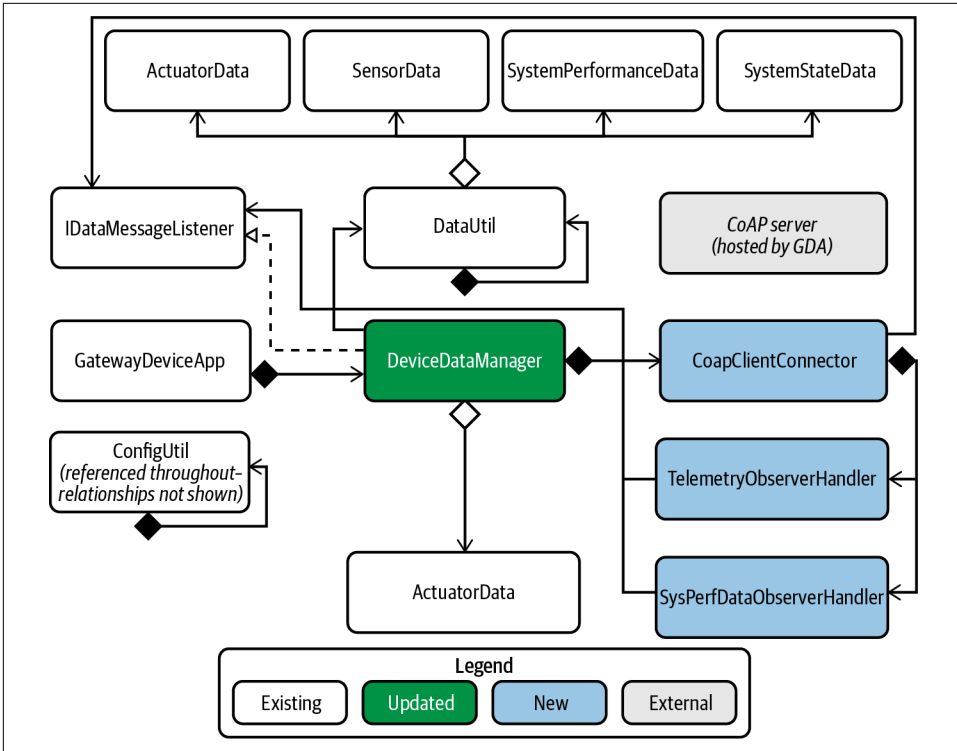 ActuatorData
SensorData
SystemPerformanceData
SystemStateData
IDataMessageListener
DataUtil
CoAP server
(hosted by GDA)
GatewayDeviceApp
DeviceDataManager
CoapClientConnector
ConfigUtil
(referenced throughout–
relationships not shown)
TelemetryObserverHandler
ActuatorData
SysPerfDataObserverHandler
Legend
Existing
Updated
New
External